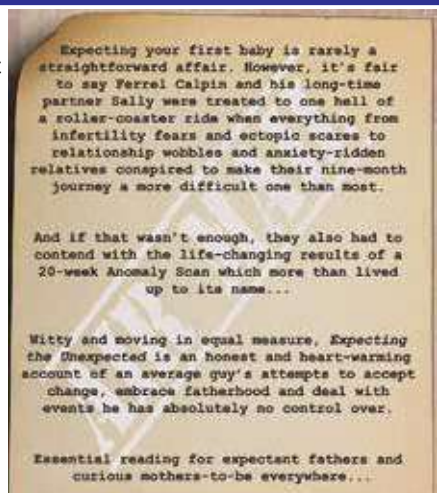 Expecting your first baby is rarely a
straightforward affair. However, it's fair
to say Ferrel Calpin and his long-time
partner Sally were treated to one hell of
a roller-coaster ride when everything from
infertility fears and ectopic scares to
relationship wobbles and anxiety-ridden
relatives conspired to make their nine-month
journey a more difficult one than most.
And if that wasn't enough, they also had to
contend with the life-changing results of a
20-week Anomaly Scan which more than lived
up to its name...
Witty and moving in equal measure, Expecting
the Unexpected is an honest and heart-warming
account of an average guy's attempts to accept
change, embrace fatherhood and deal with
events he has absolutely no control over.
Essential reading for expectant fathers and
curious mothers-to-be everywhere...